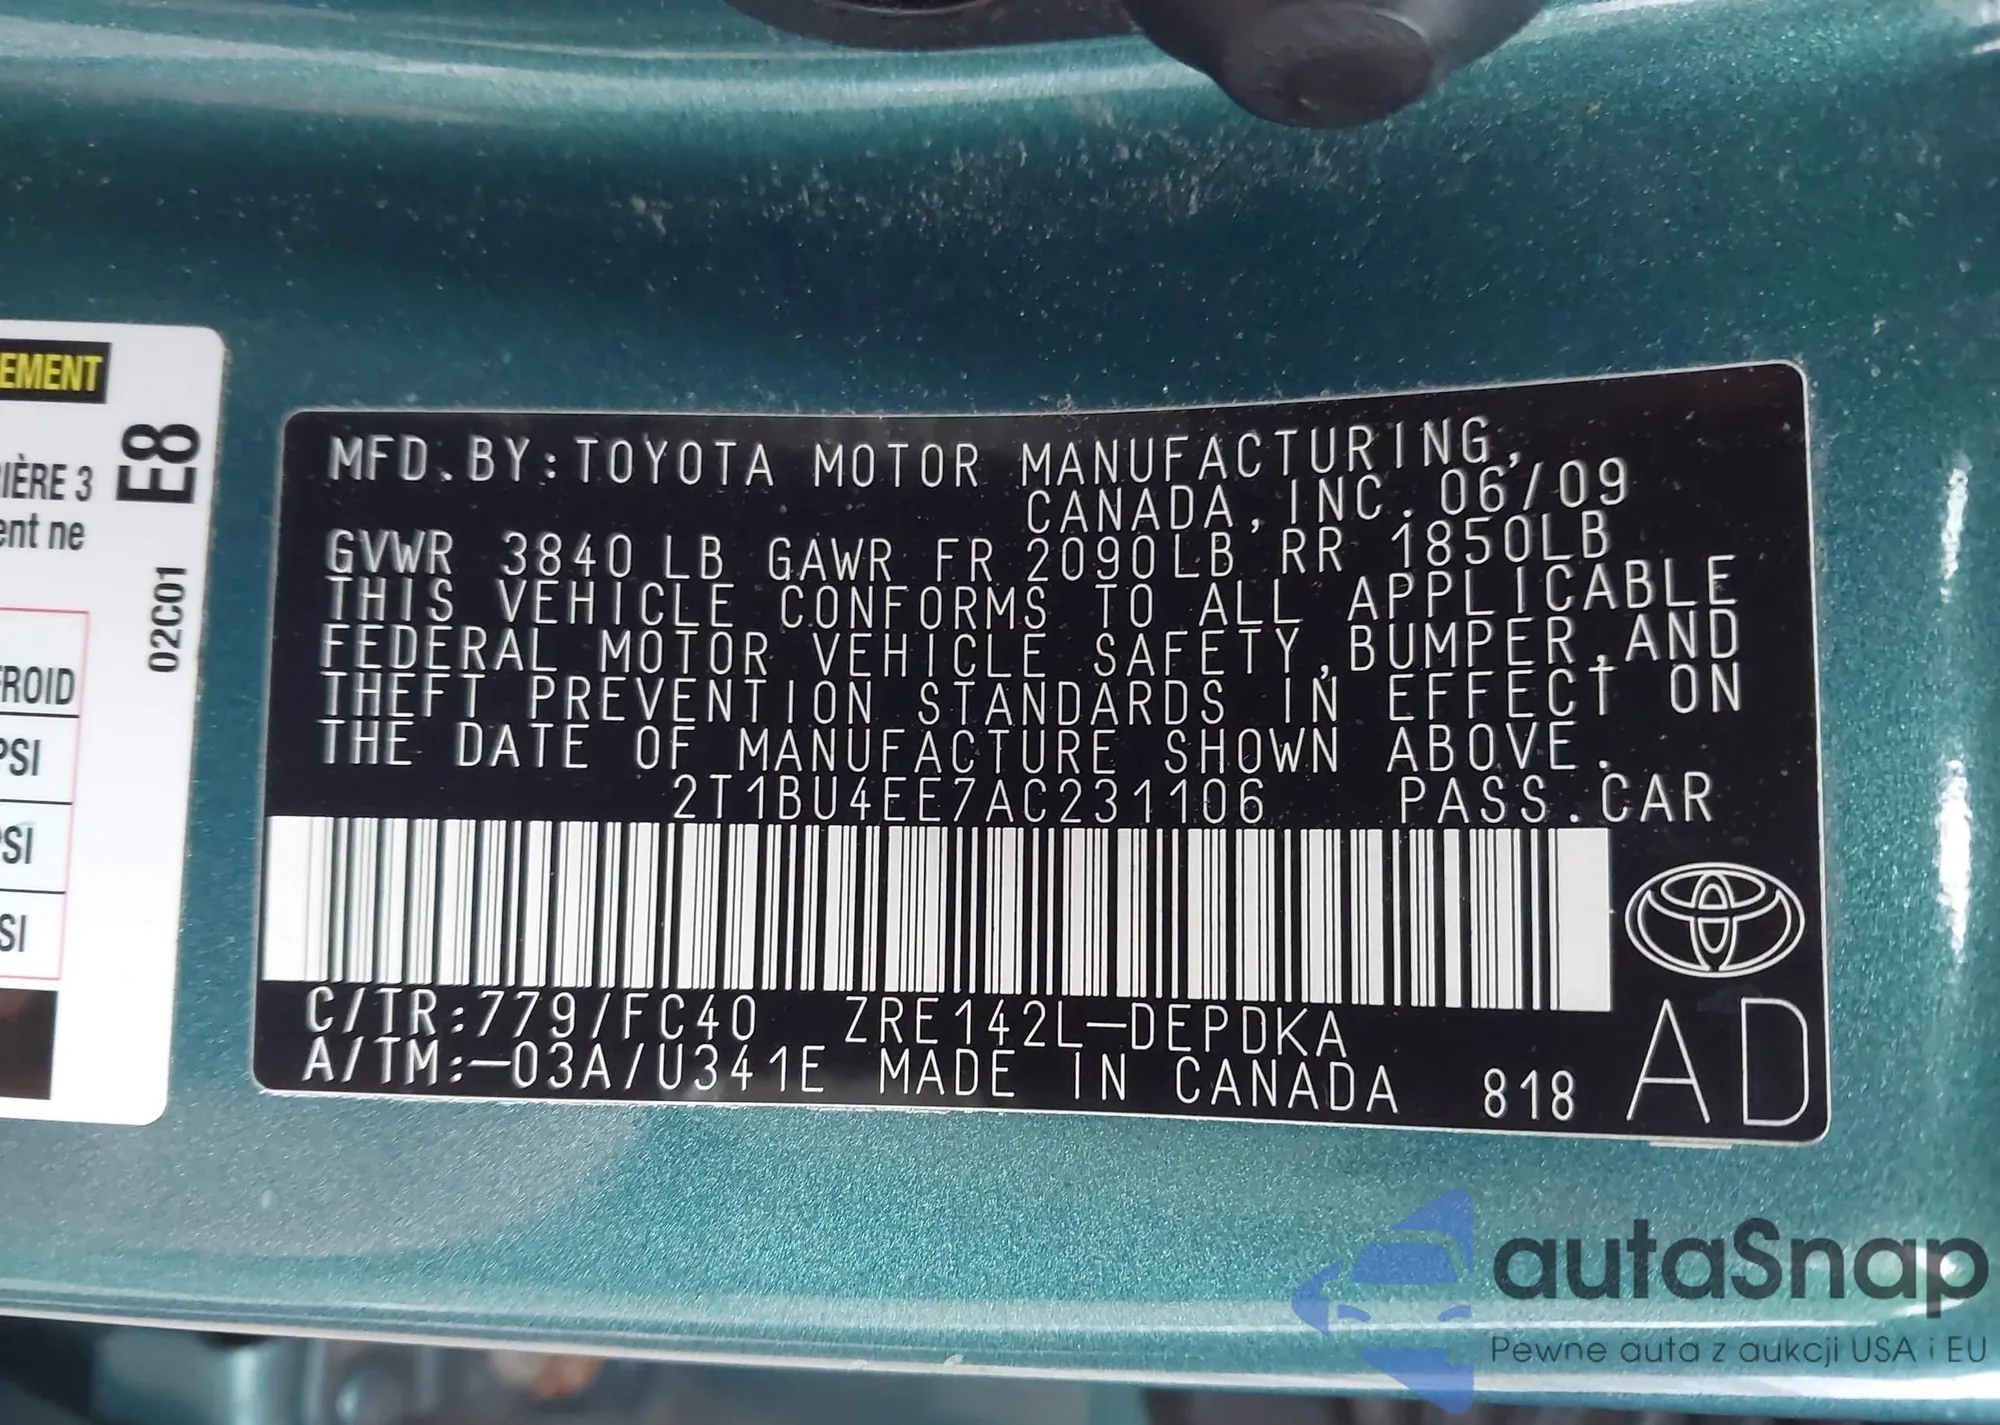 EMENT
IÈRE 3
ent ne
ROID
PSI
PSI
SI
E8
02C01
MFD.BY:TOYOTA MOTOR MANUFACTURING,
CANADA,INC. 06/09
GVWR 3840 LB GAWR FR 2090LB RR 1850LB
THIS VEHICLE CONFORMS TO ALL APPLICABLE
FEDERAL MOTOR VEHICLE SAFETY,BUMPER,AND
THEFT PREVENTION STANDARDS IN EFFECT ON
THE DATE OF MANUFACTURE SHOWN ABOVE.
2T1BU4EE7AC231106 PASS.CAR
C/TR:779/FC40 ZRE142L-DEPDKA
A/TM:-03A/U341E MADE IN CANADA 818 AD
autaSnap
Pewne auta z aukcji USA i EU